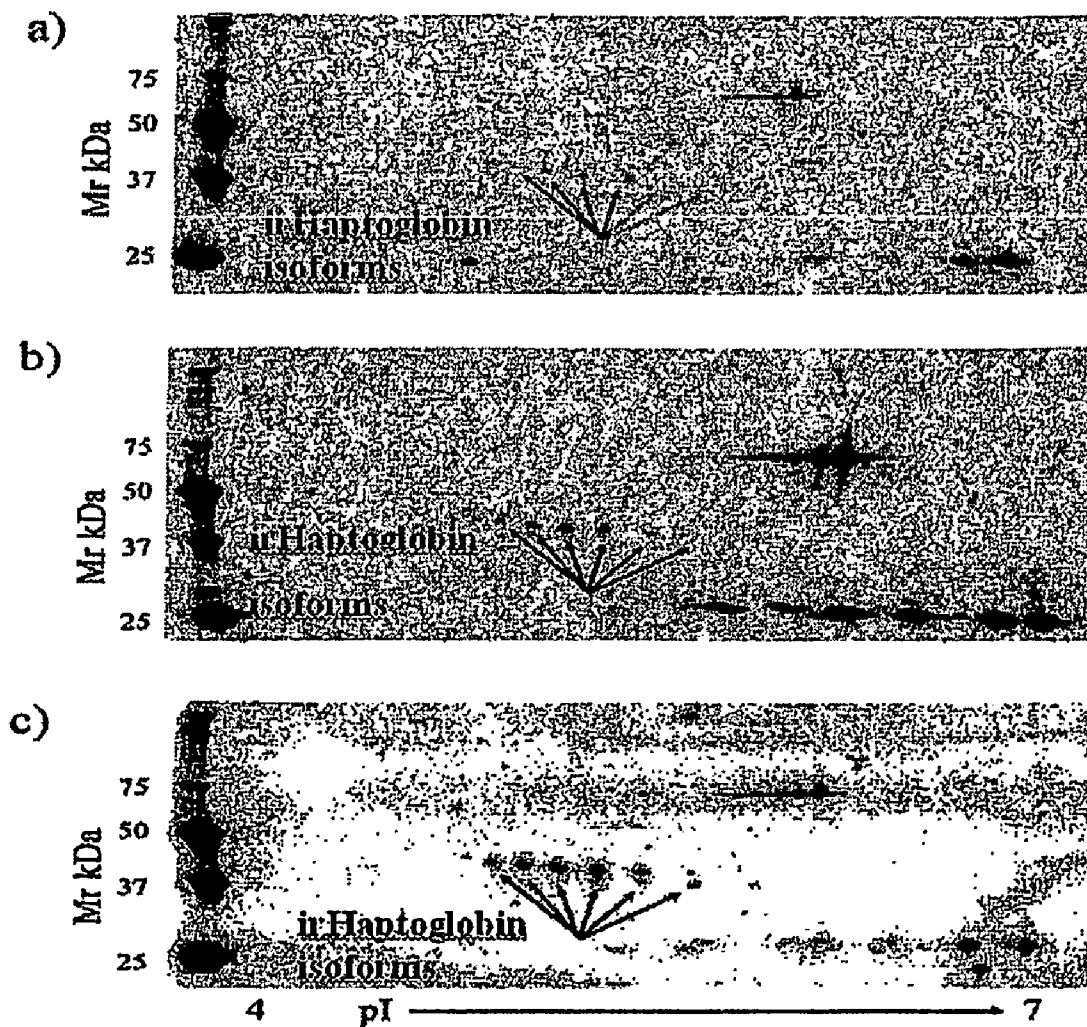 a)
75
50
37
25
Mr kDa
ir Haptoglobin
isoforms
b)
75
50
37
25
Mr kDa
ir Haptoglobin
isoforms
c)
75
50
37
25
Mr kDa
ir Haptoglobin
isoforms
4 pI 7